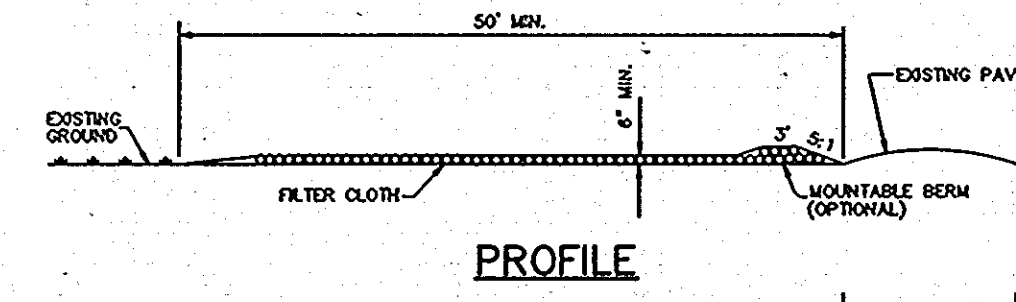 50' MIN.
EXISTING PAV
6" MIN.
EXISTING
GROUND
3'
5:1
FILTER CLOTH
MOUNTABLE BERM
(OPTIONAL)
PROFILE